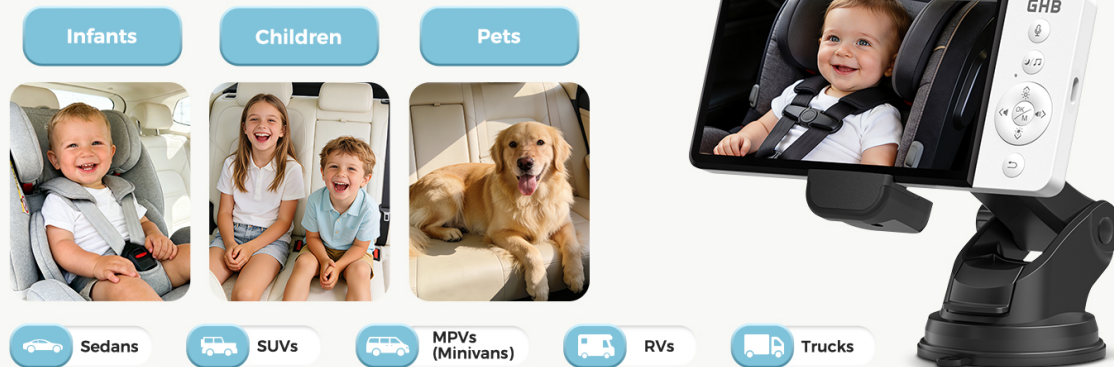 Infants
Children
Pets
GHB
OK/M
Sedans
SUVs
MPVs
(Minivans)
RVs
Trucks